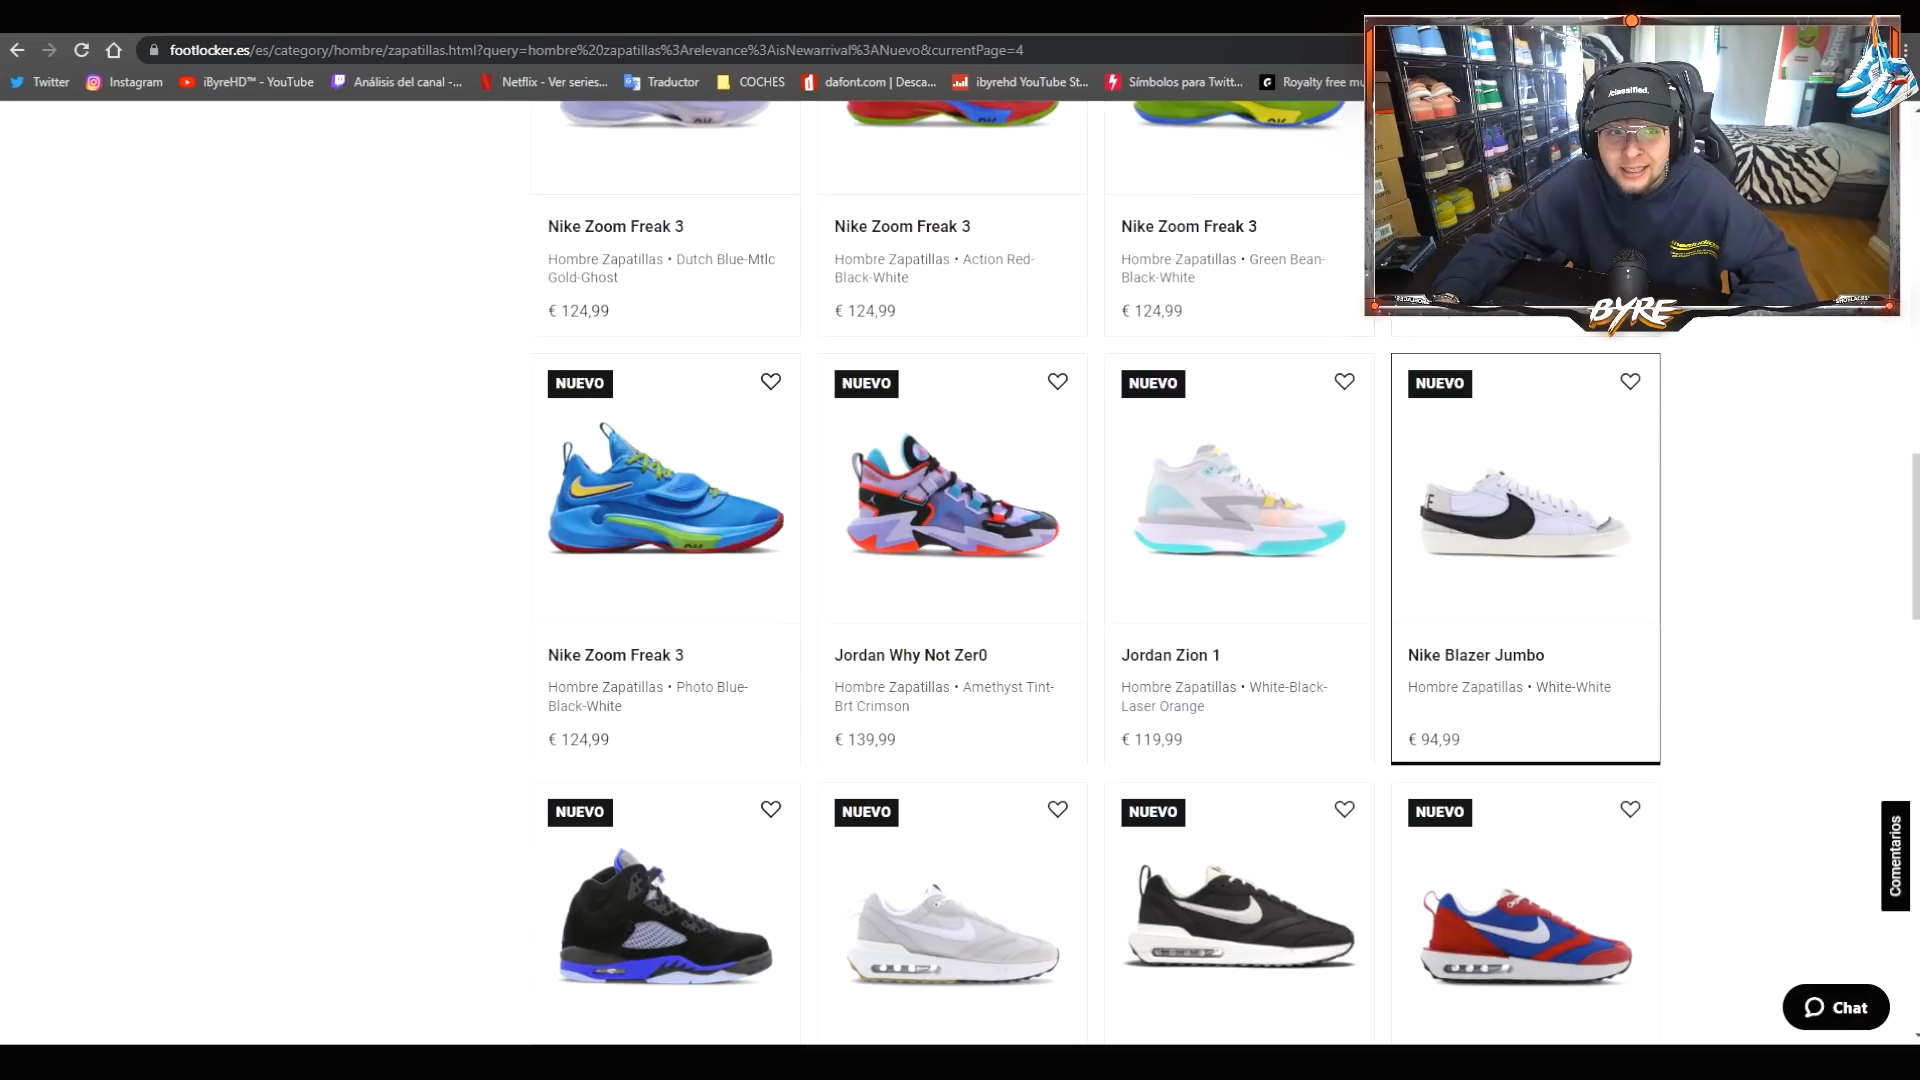 footlocker.es/es/category/hombre/zapatillas.html?query=hombre%20zapatillas%3Arelevance%3AisNewarrival%3ANuevo&currentPage=4
Twitter Instagram iByreHD™ - YouTube Análisis del canal -... Netflix - Ver series... Traductor COCHES dafont.com | Desca... ibyrehd YouTube St... Símbolos para Twitt... Royalty free mu
/classified.
BYRE
Nike Zoom Freak 3
Hombre Zapatillas • Dutch Blue-Mtlc
Gold-Ghost
€ 124,99
Nike Zoom Freak 3
Hombre Zapatillas • Action Red-
Black-White
€ 124,99
Nike Zoom Freak 3
Hombre Zapatillas • Green Bean-
Black-White
€ 124,99
NUEVO
Nike Zoom Freak 3
Hombre Zapatillas • Photo Blue-
Black-White
€ 124,99
NUEVO
Jordan Why Not Zer0
Hombre Zapatillas • Amethyst Tint-
Brt Crimson
€ 139,99
NUEVO
Jordan Zion 1
Hombre Zapatillas • White-Black-
Laser Orange
€ 119,99
NUEVO
Nike Blazer Jumbo
Hombre Zapatillas • White-White
€ 94,99
NUEVO
NUEVO
NUEVO
NUEVO
Comentarios
Chat